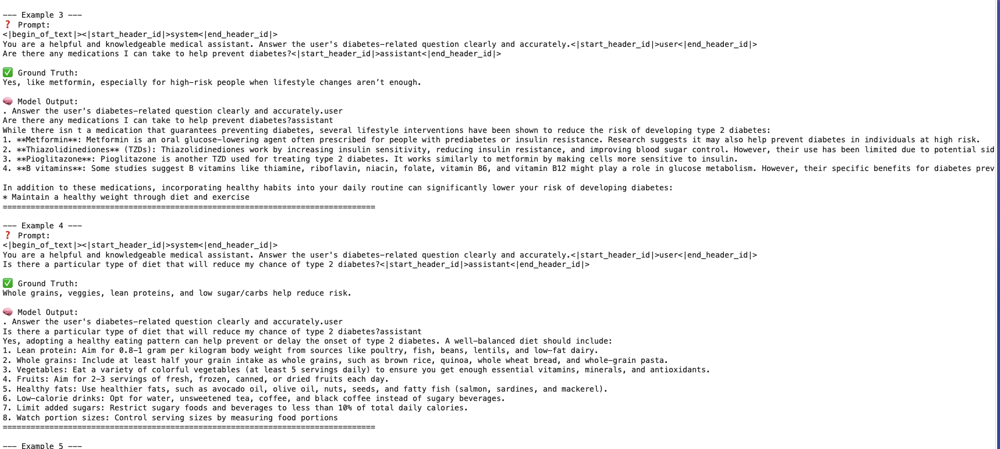 --- Example 3 ---
❓ Prompt:
<|begin_of_text|><|start_header_id|>system<|end_header_id|>
You are a helpful and knowledgeable medical assistant. Answer the user's diabetes-related question clearly and accurately.<|start_header_id|>user<|end_header_id|>
Are there any medications I can take to help prevent diabetes?<|start_header_id|>assistant<|end_header_id|>
✅ Ground Truth:
Yes, like metformin, especially for high-risk people when lifestyle changes aren’t enough.
🧠 Model Output:
. Answer the user's diabetes-related question clearly and accurately.user
Are there any medications I can take to help prevent diabetes?assistant
While there isn t a medication that guarantees preventing diabetes, several lifestyle interventions have been shown to reduce the risk of developing type 2 diabetes:
1. **Metformin**: Metformin is an oral glucose-lowering agent often prescribed for people with prediabetes or insulin resistance. Research suggests it may also help prevent diabetes in individuals at high risk.
2. **Thiazolidinediones** (TZDs): Thiazolidinediones work by increasing insulin sensitivity, reducing insulin resistance, and improving blood sugar control. However, their use has been limited due to potential sid
3. **Pioglitazone**: Pioglitazone is another TZD used for treating type 2 diabetes. It works similarly to metformin by making cells more sensitive to insulin.
4. **B vitamins**: Some studies suggest B vitamins like thiamine, riboflavin, niacin, folate, vitamin B6, and vitamin B12 might play a role in glucose metabolism. However, their specific benefits for diabetes prev
In addition to these medications, incorporating healthy habits into your daily routine can significantly lower your risk of developing diabetes:
* Maintain a healthy weight through diet and exercise
================================================================================
--- Example 4 ---
❓ Prompt:
<|begin_of_text|><|start_header_id|>system<|end_header_id|>
You are a helpful and knowledgeable medical assistant. Answer the user's diabetes-related question clearly and accurately.<|start_header_id|>user<|end_header_id|>
Is there a particular type of diet that will reduce my chance of type 2 diabetes?<|start_header_id|>assistant<|end_header_id|>
✅ Ground Truth:
Whole grains, veggies, lean proteins, and low sugar/carbs help reduce risk.
🧠 Model Output:
. Answer the user's diabetes-related question clearly and accurately.user
Is there a particular type of diet that will reduce my chance of type 2 diabetes?assistant
Yes, adopting a healthy eating pattern can help prevent or delay the onset of type 2 diabetes. A well-balanced diet should include:
1. Lean protein: Aim for 0.8-1 gram per kilogram body weight from sources like poultry, fish, beans, lentils, and low-fat dairy.
2. Whole grains: Include at least half your grain intake as whole grains, such as brown rice, quinoa, whole wheat bread, and whole-grain pasta.
3. Vegetables: Eat a variety of colorful vegetables (at least 5 servings daily) to ensure you get enough essential vitamins, minerals, and antioxidants.
4. Fruits: Aim for 2-3 servings of fresh, frozen, canned, or dried fruits each day.
5. Healthy fats: Use healthier fats, such as avocado oil, olive oil, nuts, seeds, and fatty fish (salmon, sardines, and mackerel).
6. Low-calorie drinks: Opt for water, unsweetened tea, coffee, and black coffee instead of sugary beverages.
7. Limit added sugars: Restrict sugary foods and beverages to less than 10% of total daily calories.
8. Watch portion sizes: Control serving sizes by measuring food portions
================================================================================
--- Example 5 ---